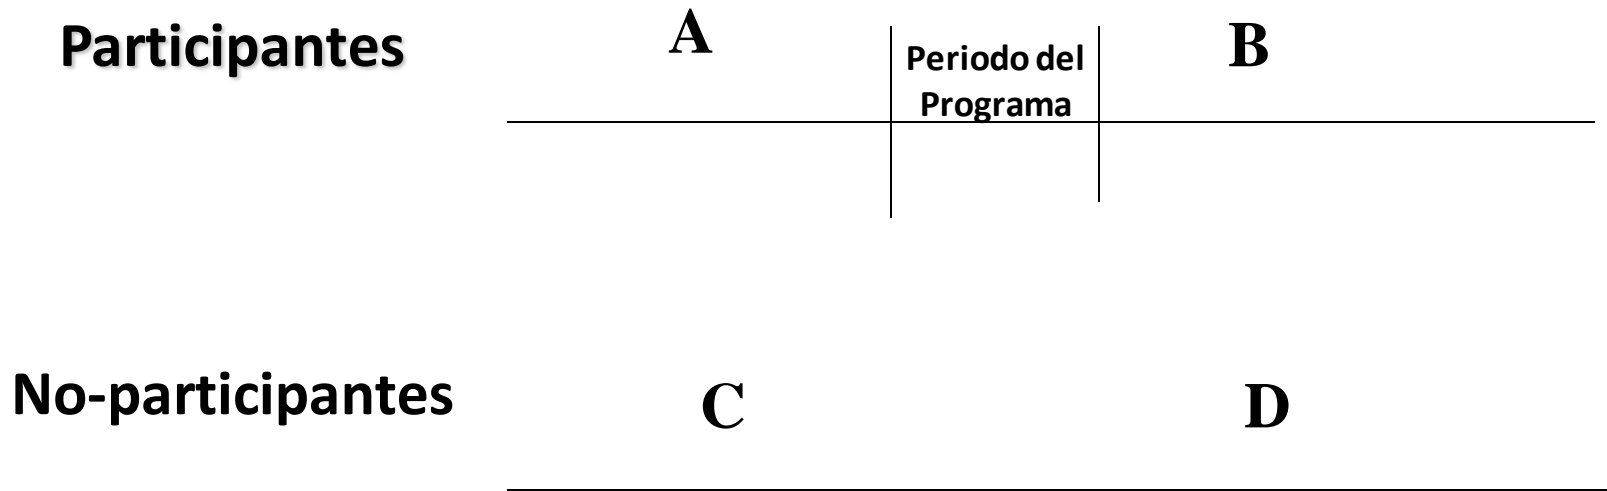 Participantes
A
Periodo del
Programa
B
No-participantes
C
D